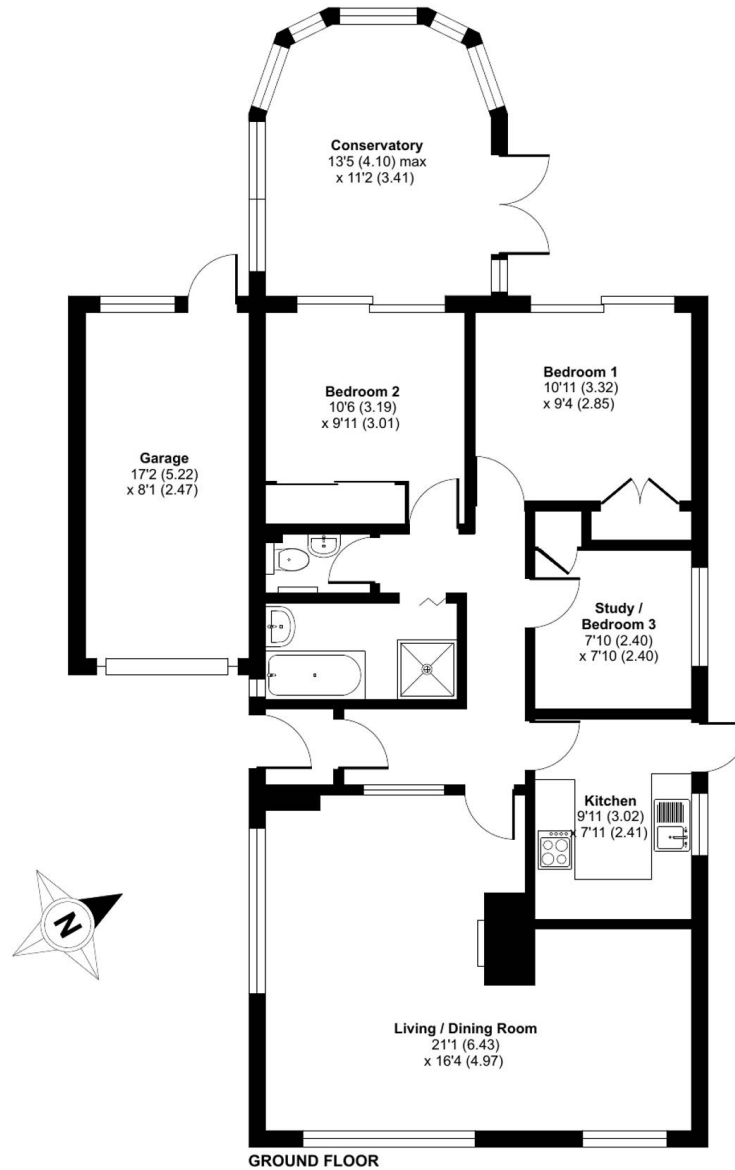 Conservatory
13'5 (4.10) max
x 11'2 (3.41)
Bedroom 2
10'6 (3.19)
x 9'11 (3.01)
Bedroom 1
10'11 (3.32)
x 9'4 (2.85)
Garage
17'2 (5.22)
x 8'1 (2.47)
Study /
Bedroom 3
7'10 (2.40)
x 7'10 (2.40)
Kitchen
9'11 (3.02)
x 7'11 (2.41)
N
Living / Dining Room
21'1 (6.43)
x 16'4 (4.97)
GROUND FLOOR